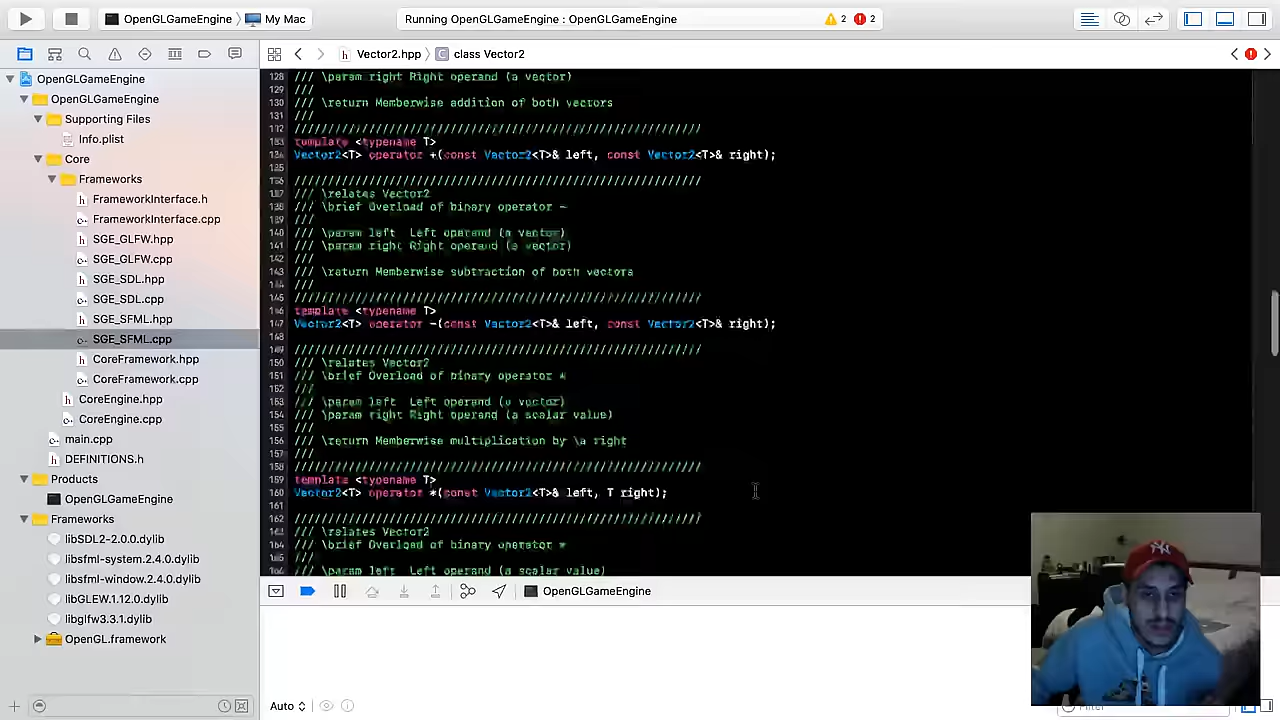 OpenGLGameEngine 〉 My Mac
Running OpenGLGameEngine : OpenGLGameEngine
2 2
Vector2.hpp 〉 class Vector2
OpenGLGameEngine
OpenGLGameEngine
Supporting Files
Info.plist
Core
Frameworks
FrameworkInterface.h
FrameworkInterface.cpp
SGE_GLFW.hpp
SGE_GLFW.cpp
SGE_SDL.hpp
SGE_SDL.cpp
SGE_SFML.hpp
SGE_SFML.cpp
CoreFramework.hpp
CoreFramework.cpp
CoreEngine.hpp
CoreEngine.cpp
main.cpp
DEFINITIONS.h
Products
OpenGLGameEngine
Frameworks
libSDL2-2.0.0.dylib
libsfml-system.2.4.0.dylib
libsfml-window.2.4.0.dylib
libGLEW.1.12.0.dylib
libglfw3.3.1.dylib
OpenGL.framework
128 /// \param right Right operand (a vector)
129 ///
130 /// \return Memberwise addition of both vectors
131 ///
132 ////////////////////////////////////////////////////////////
133 template <typename T>
134 Vector2<T> operator +(const Vector2<T>& left, const Vector2<T>& right);
135
136 ////////////////////////////////////////////////////////////
137 /// \relates Vector2
138 /// \brief Overload of binary operator -
139 ///
140 /// \param left  Left operand (a vector)
141 /// \param right Right operand (a vector)
142 ///
143 /// \return Memberwise subtraction of both vectors
144 ///
145 ////////////////////////////////////////////////////////////
146 template <typename T>
147 Vector2<T> operator -(const Vector2<T>& left, const Vector2<T>& right);
148
149 ////////////////////////////////////////////////////////////
150 /// \relates Vector2
151 /// \brief Overload of binary operator *
152 ///
153 /// \param left  Left operand (a vector)
154 /// \param right Right operand (a scalar value)
155 ///
156 /// \return Memberwise multiplication by \a right
157 ///
158 ////////////////////////////////////////////////////////////
159 template <typename T>
160 Vector2<T> operator *(const Vector2<T>& left, T right);
161
162 ////////////////////////////////////////////////////////////
163 /// \relates Vector2
164 /// \brief Overload of binary operator *
165 ///
166 /// \param left  Left operand (a scalar value)
OpenGLGameEngine
Auto
Filter